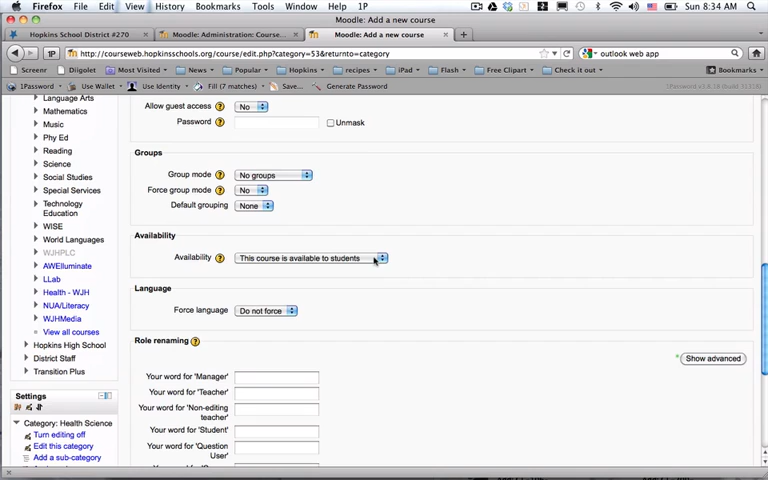 Firefox File Edit View History Bookmarks Tools Window Help 1P Sun 8:34 AM
Moodle: Add a new course
Hopkins School District #270 Moodle: Administration: Course... Moodle: Add a new course
1P http://courseweb.hopkinsschools.org/course/edit.php?category=53&returnto=category outlook web app
Screenr Diigolet Most Visited Popular Hopkins recipes iPad Flash Free Clipart Check it out Bookmarks
1Password Use Wallet Use Identity Fill (7 matches) Save... Generate Password
Language Arts
Mathematics
Music
Phy Ed
Reading
Science
Social Studies
Special Services
Technology
Education
WISE
World Languages
WJHPLC
AWElluminate
LLab
Health - WJH
NUA/Literacy
WJHMedia
View all courses
Hopkins High School
District Staff
Transition Plus
Settings
Category: Health Science
Turn editing off
Edit this category
Add a sub-category
Allow guest access No
Password Unmask
Groups
Group mode No groups
Force group mode No
Default grouping None
Availability
Availability This course is available to students
Language
Force language Do not force
Role renaming
* Show advanced
Your word for 'Manager'
Your word for 'Teacher'
Your word for 'Non-editing
teacher'
Your word for 'Student'
Your word for 'Question
User'